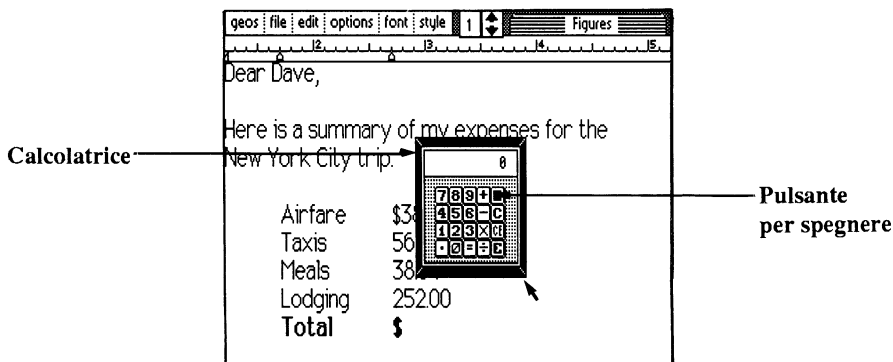 geos file edit options font style 1 Figures
2 3 4 5
Dear Dave,
Here is a summary of my expenses for the
New York City trip.
Calcolatrice
0
7 8 9 + ■
4 5 6 - C
1 2 3 X CE
. 0 = ÷ E
Pulsante
per spegnere
Airfare $38
Taxis 56
Meals 38.
Lodging 252.00
Total $